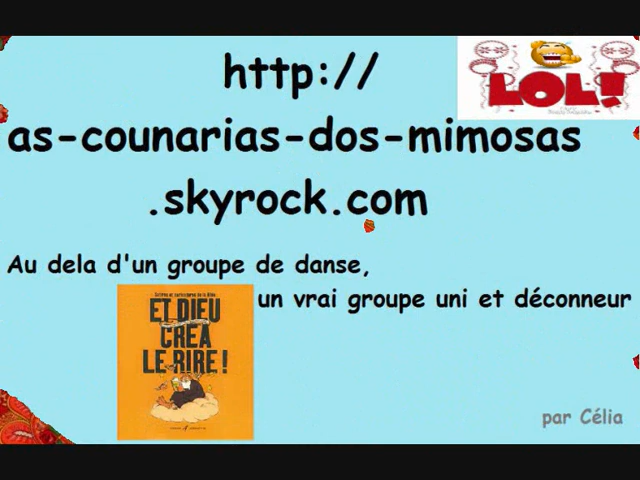 http://
LOL!
as-counarias-dos-mimosas
.skyrock.com
Au dela d'un groupe de danse,
un vrai groupe uni et déconneur
ET DIEU
CRÉA
LE RIRE !
par Célia